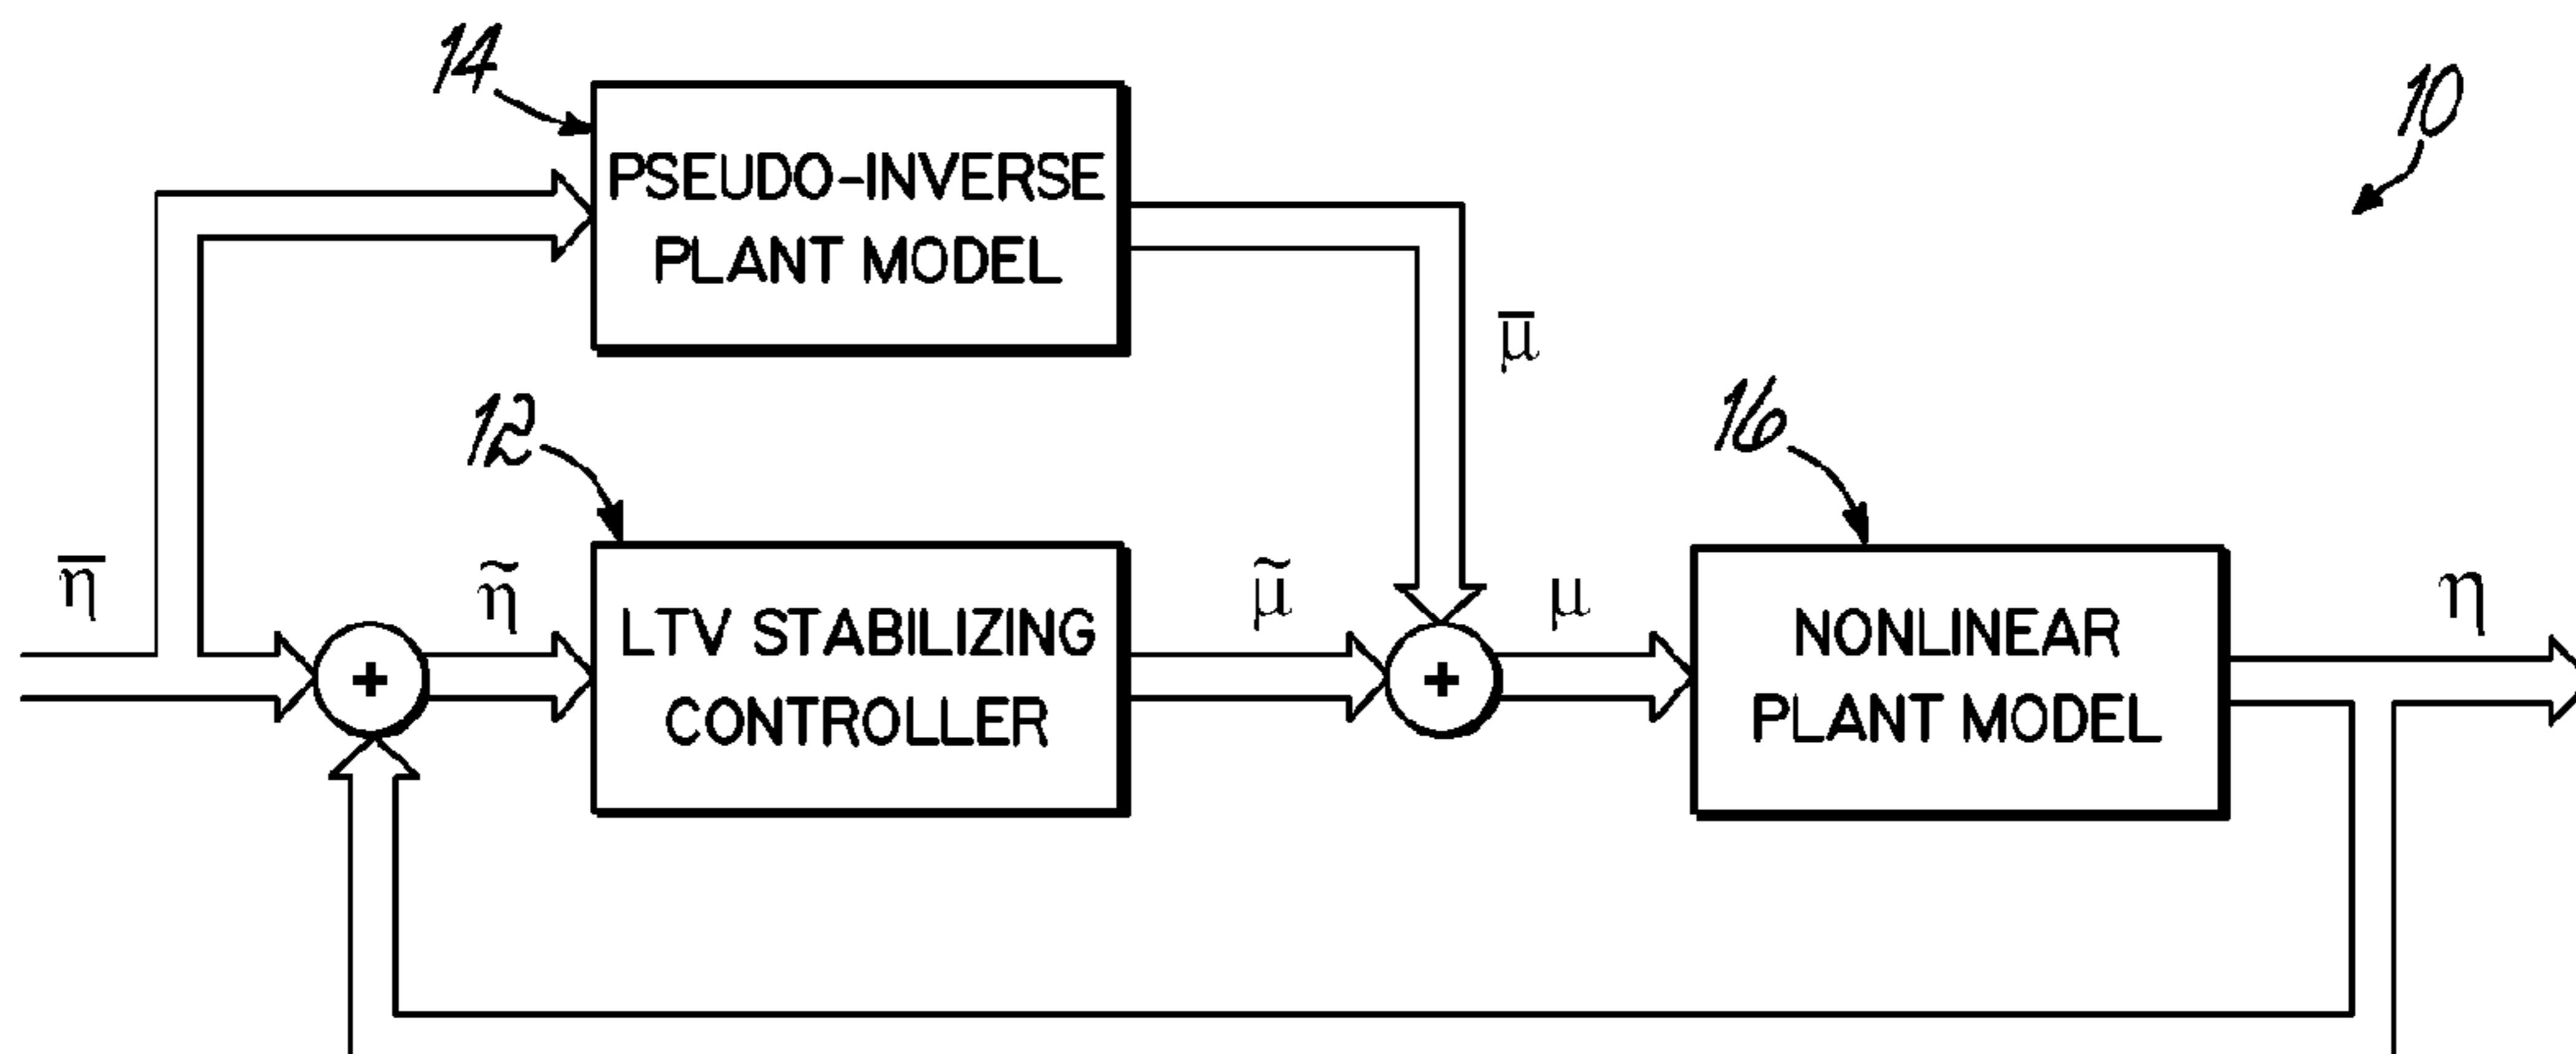 14
10
PSEUDO-INVERSE
PLANT MODEL
μ̄
12
16
η̄
η̃
LTV STABILIZING
CONTROLLER
μ̃
+
+
μ
NONLINEAR
PLANT MODEL
η